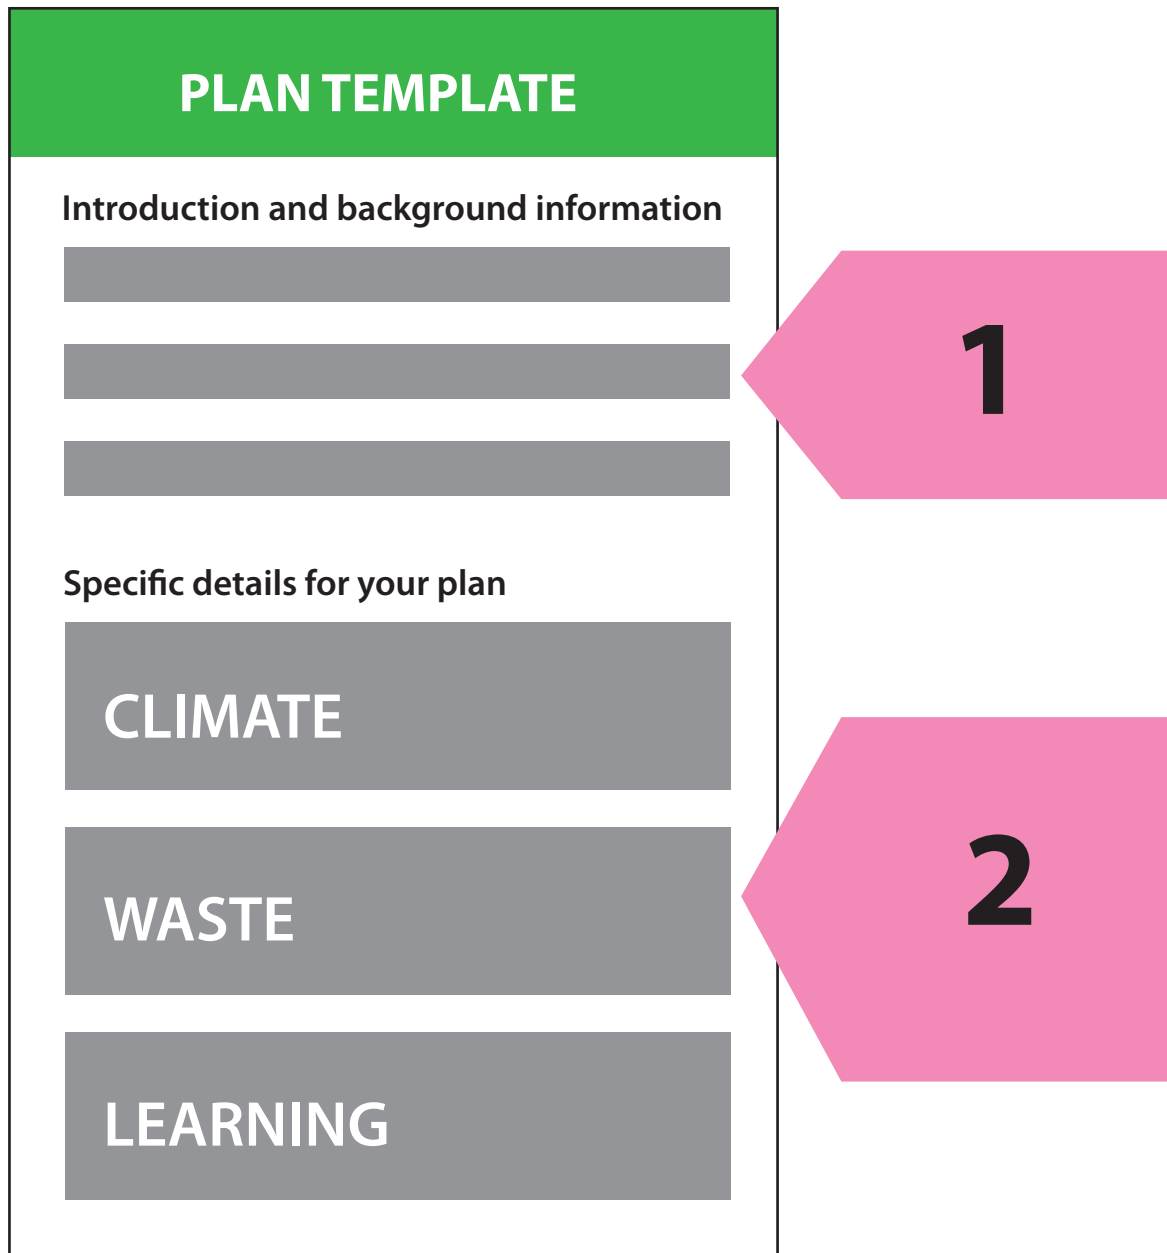 PLAN TEMPLATE
Introduction and background information
1
Specific details for your plan
CLIMATE
WASTE
2
LEARNING